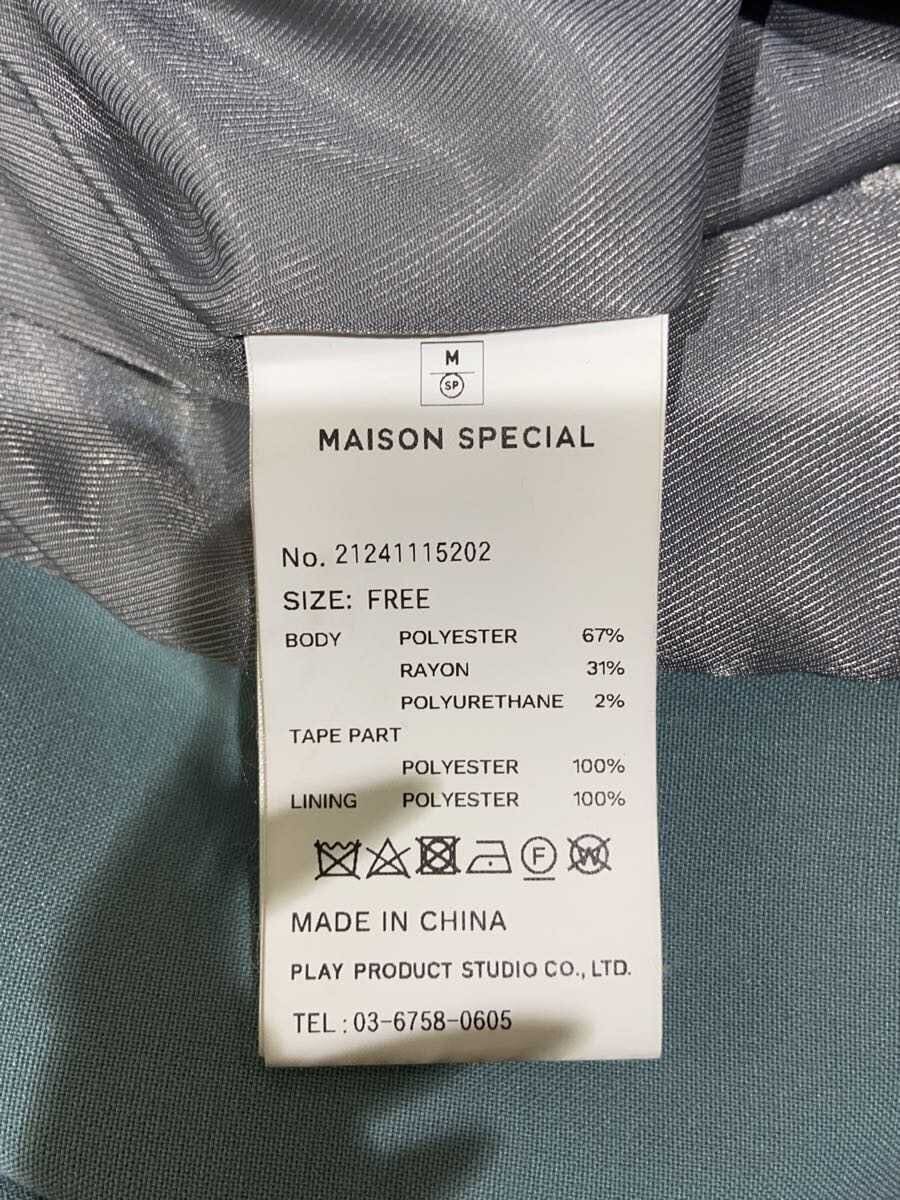 M
SP
MAISON SPECIAL
No. 21241115202
SIZE: FREE
BODY POLYESTER 67%
RAYON 31%
POLYURETHANE 2%
TAPE PART
POLYESTER 100%
LINING POLYESTER 100%
F W
MADE IN CHINA
PLAY PRODUCT STUDIO CO., LTD.
TEL : 03-6758-0605